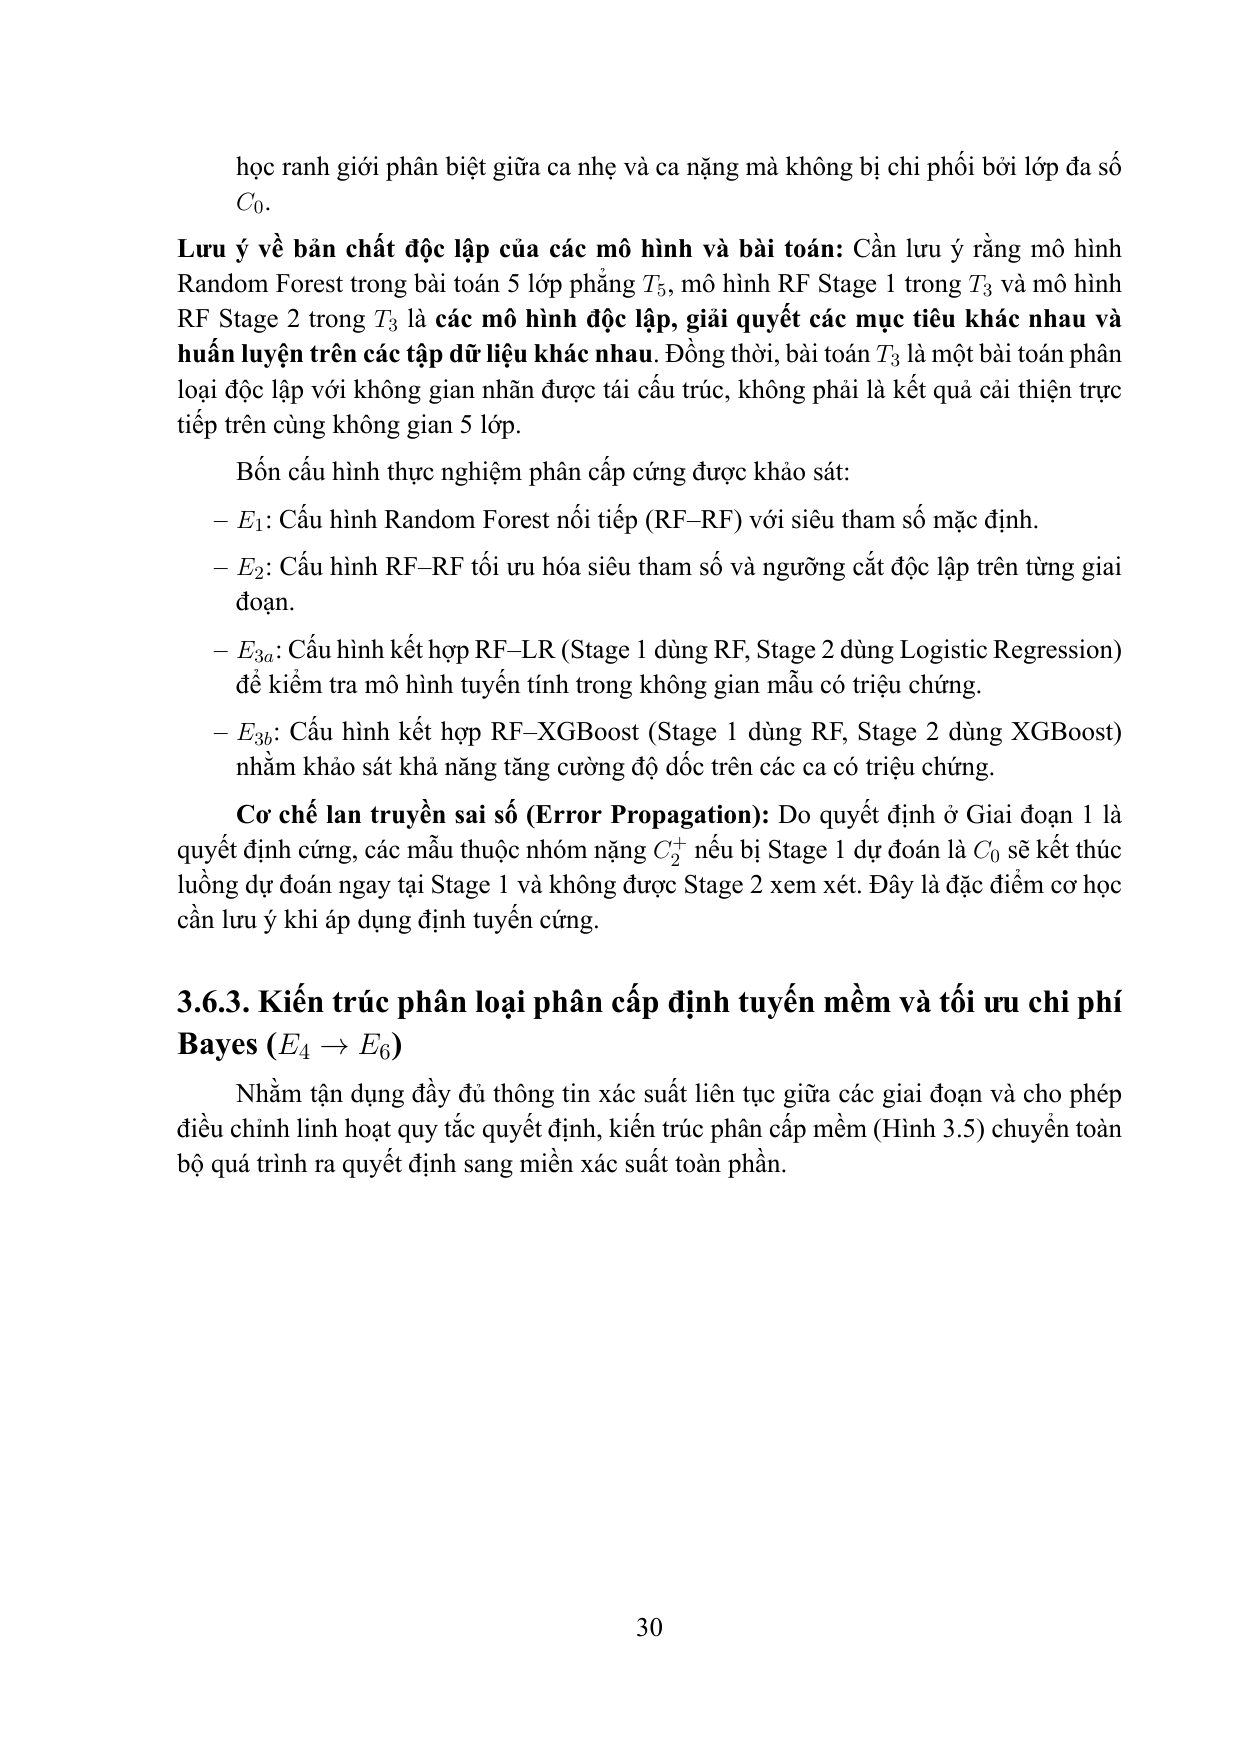 học ranh giới phân biệt giữa ca nhẹ và ca nặng mà không bị chi phối bởi lớp đa số
C₀.
Lưu ý về bản chất độc lập của các mô hình và bài toán: Cần lưu ý rằng mô hình
Random Forest trong bài toán 5 lớp phẳng T₅, mô hình RF Stage 1 trong T₃ và mô hình
RF Stage 2 trong T₃ là các mô hình độc lập, giải quyết các mục tiêu khác nhau và
huấn luyện trên các tập dữ liệu khác nhau. Đồng thời, bài toán T₃ là một bài toán phân
loại độc lập với không gian nhãn được tái cấu trúc, không phải là kết quả cải thiện trực
tiếp trên cùng không gian 5 lớp.
Bốn cấu hình thực nghiệm phân cấp cứng được khảo sát:
– E₁: Cấu hình Random Forest nối tiếp (RF–RF) với siêu tham số mặc định.
– E₂: Cấu hình RF–RF tối ưu hóa siêu tham số và ngưỡng cắt độc lập trên từng giai
đoạn.
– E₃ₐ: Cấu hình kết hợp RF–LR (Stage 1 dùng RF, Stage 2 dùng Logistic Regression)
để kiểm tra mô hình tuyến tính trong không gian mẫu có triệu chứng.
– E_{3b}: Cấu hình kết hợp RF–XGBoost (Stage 1 dùng RF, Stage 2 dùng XGBoost)
nhằm khảo sát khả năng tăng cường độ dốc trên các ca có triệu chứng.
Cơ chế lan truyền sai số (Error Propagation): Do quyết định ở Giai đoạn 1 là
quyết định cứng, các mẫu thuộc nhóm nặng C₂⁺ nếu bị Stage 1 dự đoán là C₀ sẽ kết thúc
luồng dự đoán ngay tại Stage 1 và không được Stage 2 xem xét. Đây là đặc điểm cơ học
cần lưu ý khi áp dụng định tuyến cứng.
3.6.3. Kiến trúc phân loại phân cấp định tuyến mềm và tối ưu chi phí
Bayes (E₄ → E₆)
Nhằm tận dụng đầy đủ thông tin xác suất liên tục giữa các giai đoạn và cho phép
điều chỉnh linh hoạt quy tắc quyết định, kiến trúc phân cấp mềm (Hình 3.5) chuyển toàn
bộ quá trình ra quyết định sang miền xác suất toàn phần.
30